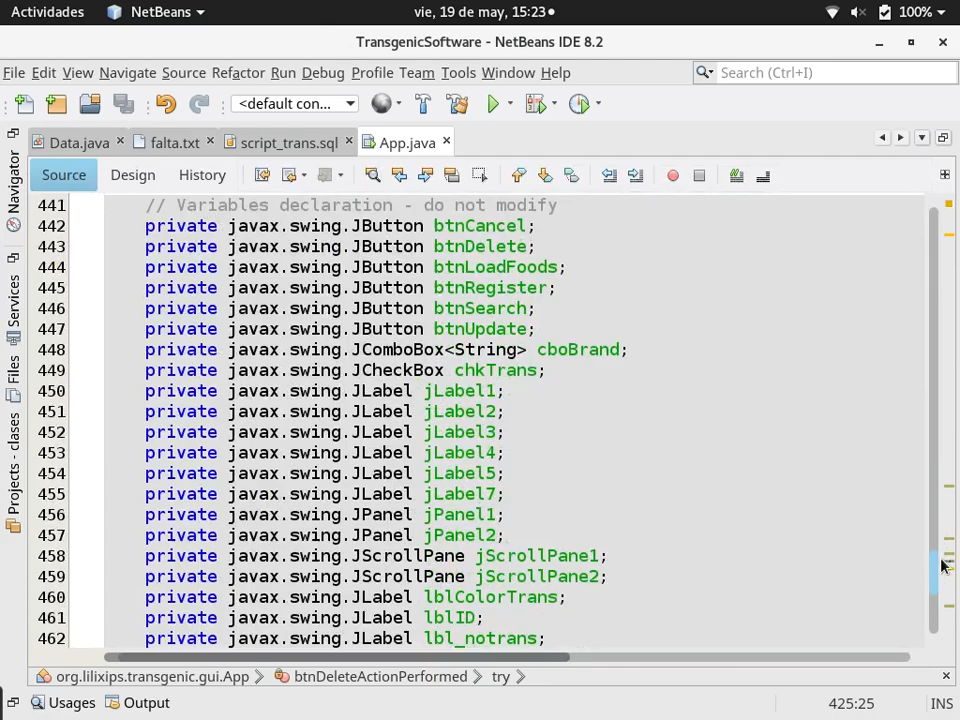 Actividades NetBeans vie, 19 de may, 15:23 100%
TransgenicSoftware - NetBeans IDE 8.2
File Edit View Navigate Source Refactor Run Debug Profile Team Tools Window Help Search (Ctrl+I)
<default con...
Data.java falta.txt script_trans.sql App.java
Source Design History
Navigator
Services
Files
Projects - clases
441 // Variables declaration - do not modify
442 private javax.swing.JButton btnCancel;
443 private javax.swing.JButton btnDelete;
444 private javax.swing.JButton btnLoadFoods;
445 private javax.swing.JButton btnRegister;
446 private javax.swing.JButton btnSearch;
447 private javax.swing.JButton btnUpdate;
448 private javax.swing.JComboBox<String> cboBrand;
449 private javax.swing.JCheckBox chkTrans;
450 private javax.swing.JLabel jLabel1;
451 private javax.swing.JLabel jLabel2;
452 private javax.swing.JLabel jLabel3;
453 private javax.swing.JLabel jLabel4;
454 private javax.swing.JLabel jLabel5;
455 private javax.swing.JLabel jLabel7;
456 private javax.swing.JPanel jPanel1;
457 private javax.swing.JPanel jPanel2;
458 private javax.swing.JScrollPane jScrollPane1;
459 private javax.swing.JScrollPane jScrollPane2;
460 private javax.swing.JLabel lblColorTrans;
461 private javax.swing.JLabel lblID;
462 private javax.swing.JLabel lbl_notrans;
org.lilixips.transgenic.gui.App btnDeleteActionPerformed try
Usages Output 425:25 INS